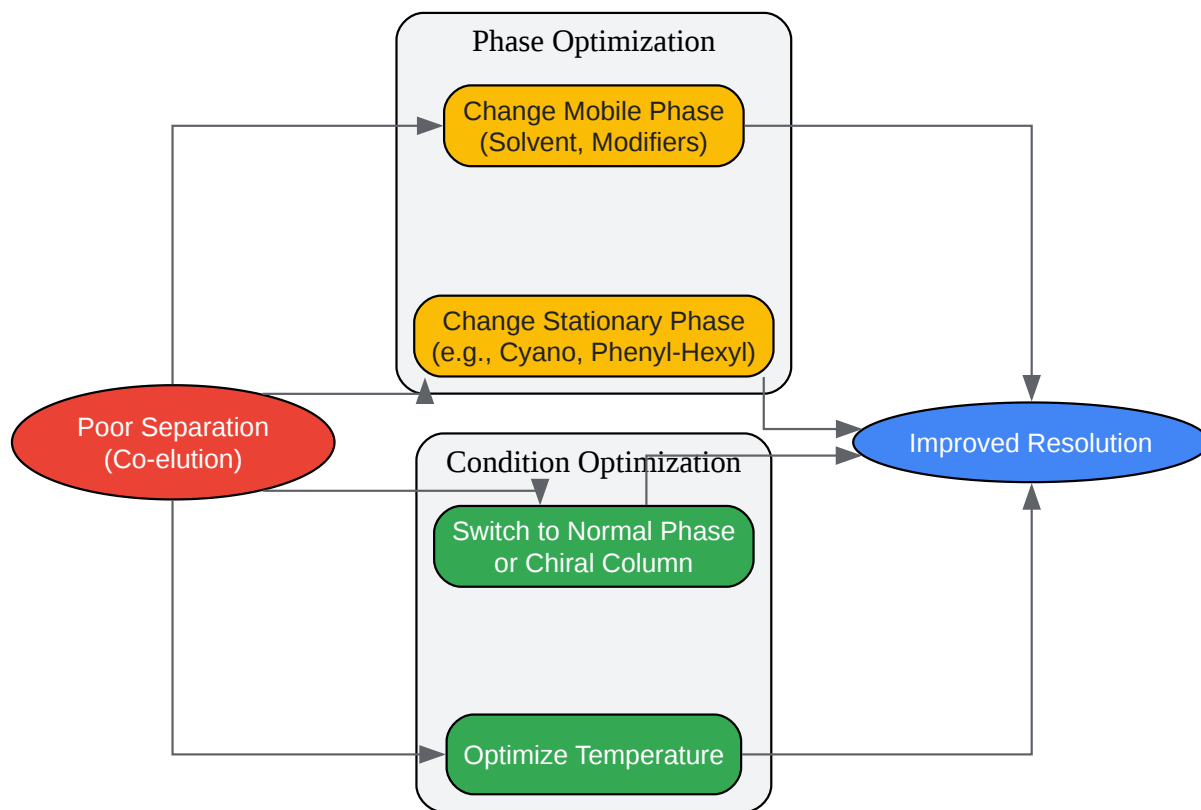 Phase Optimization
Change Mobile Phase
(Solvent, Modifiers)
Change Stationary Phase
(e.g., Cyano, Phenyl-Hexyl)
Poor Separation
(Co-elution)
Improved Resolution
Condition Optimization
Switch to Normal Phase
or Chiral Column
Optimize Temperature